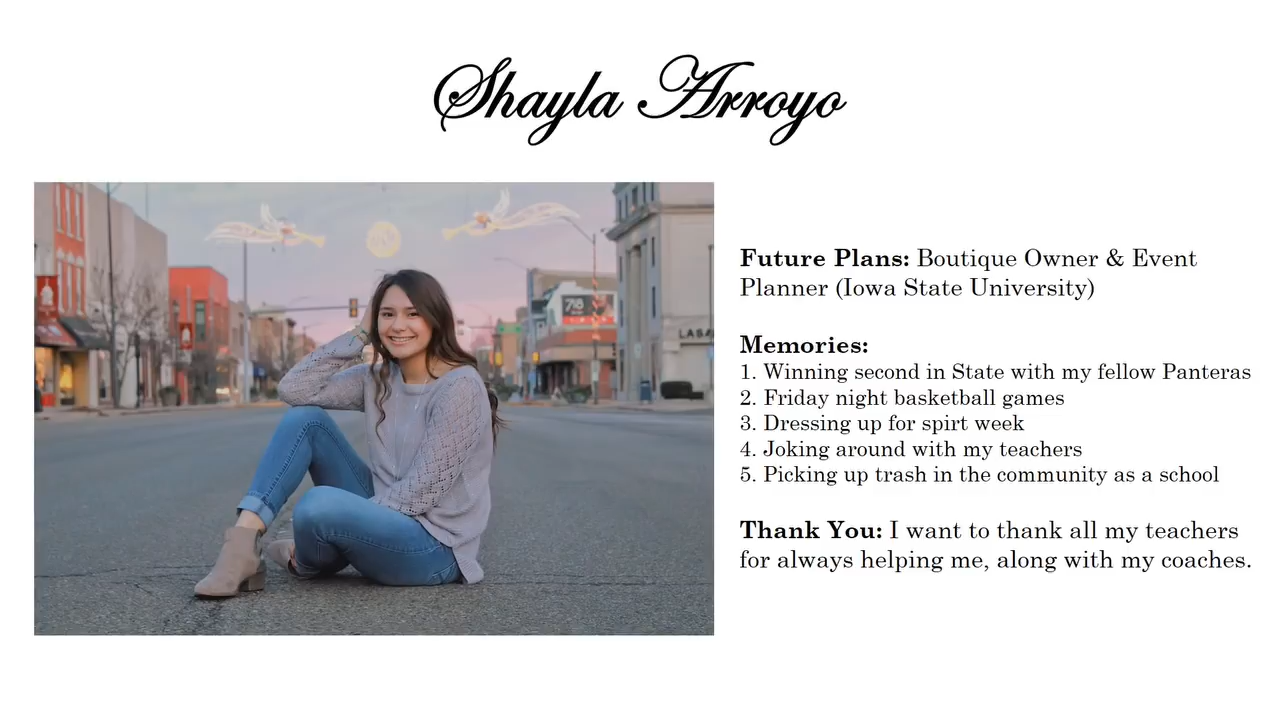 Shayla Arroyo
Future Plans: Boutique Owner & Event
Planner (Iowa State University)
Memories:
1. Winning second in State with my fellow Panteras
2. Friday night basketball games
3. Dressing up for spirt week
4. Joking around with my teachers
5. Picking up trash in the community as a school
Thank You: I want to thank all my teachers
for always helping me, along with my coaches.
718
LASA